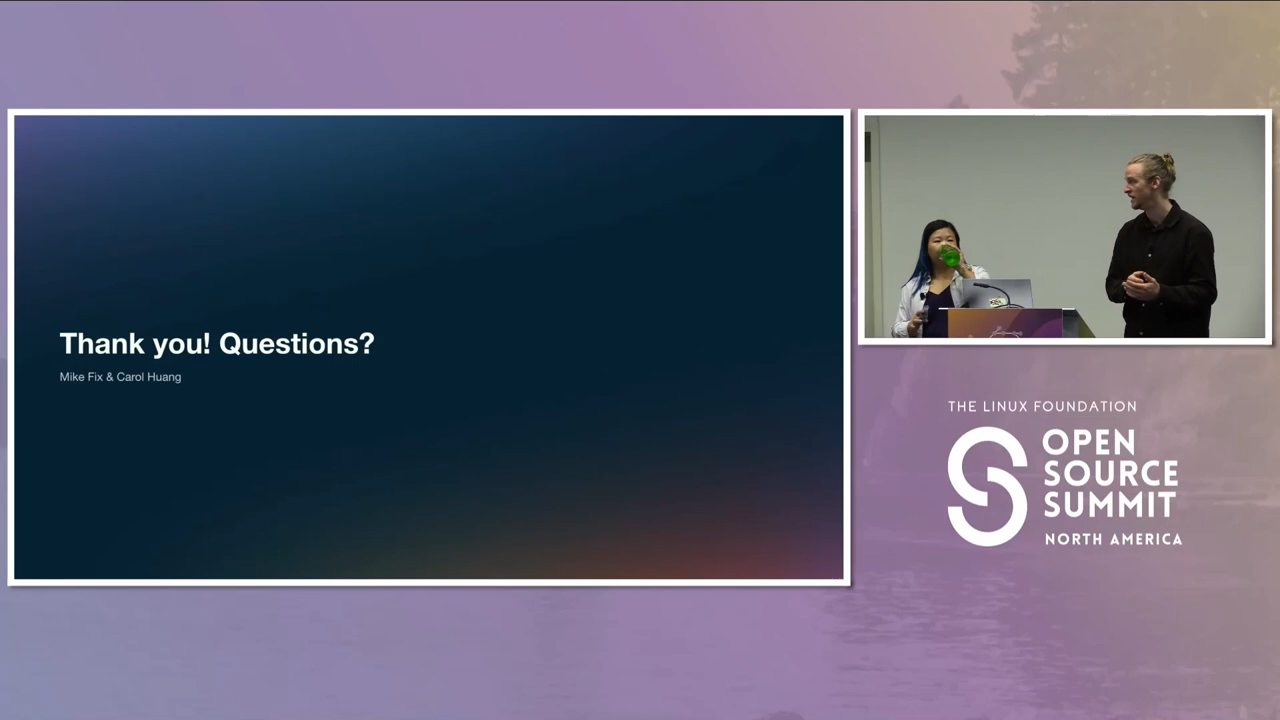 Thank you! Questions?
Mike Fix & Carol Huang
THE LINUX FOUNDATION
OPEN
SOURCE
SUMMIT
NORTH AMERICA